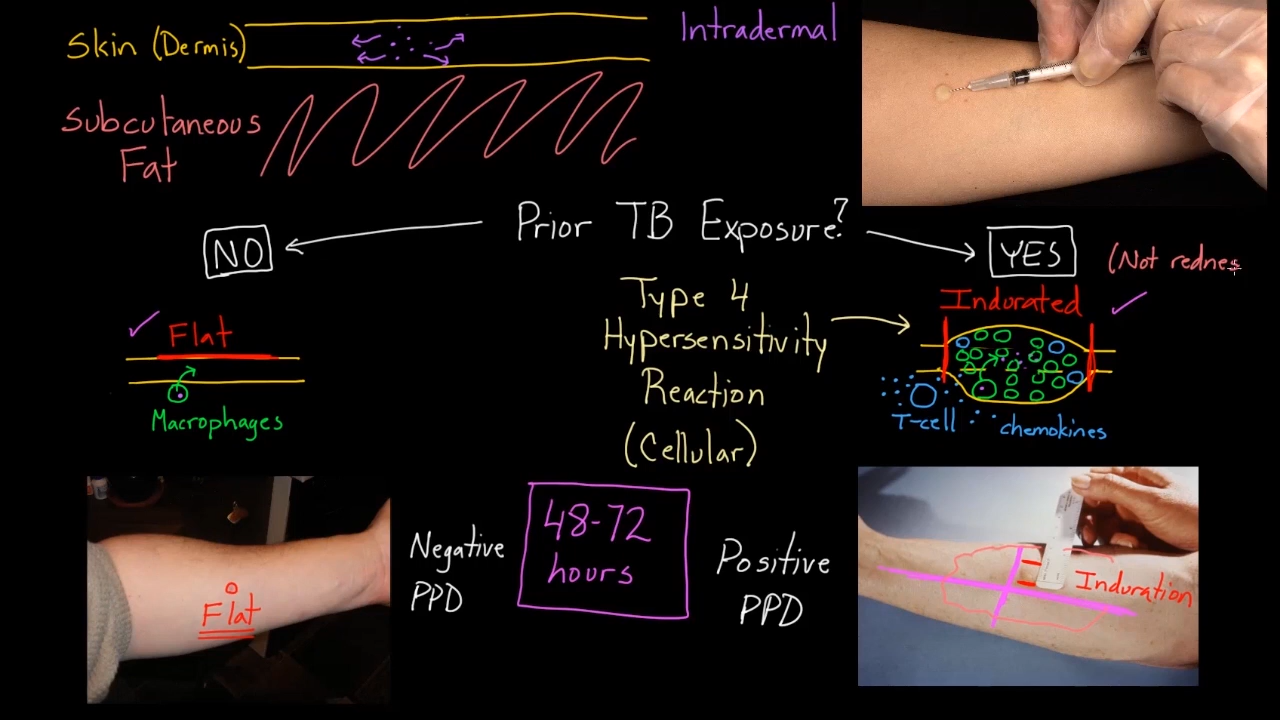 Skin (Dermis)
Intradermal
Subcutaneous
Fat
Prior TB Exposure?
NO
YES
(Not rednes
Type 4
Hypersensitivity
Reaction
(Cellular)
Indurated
Flat
Macrophages
T-cell
chemokines
48-72
hours
Negative
PPD
Positive
PPD
Flat
Induration